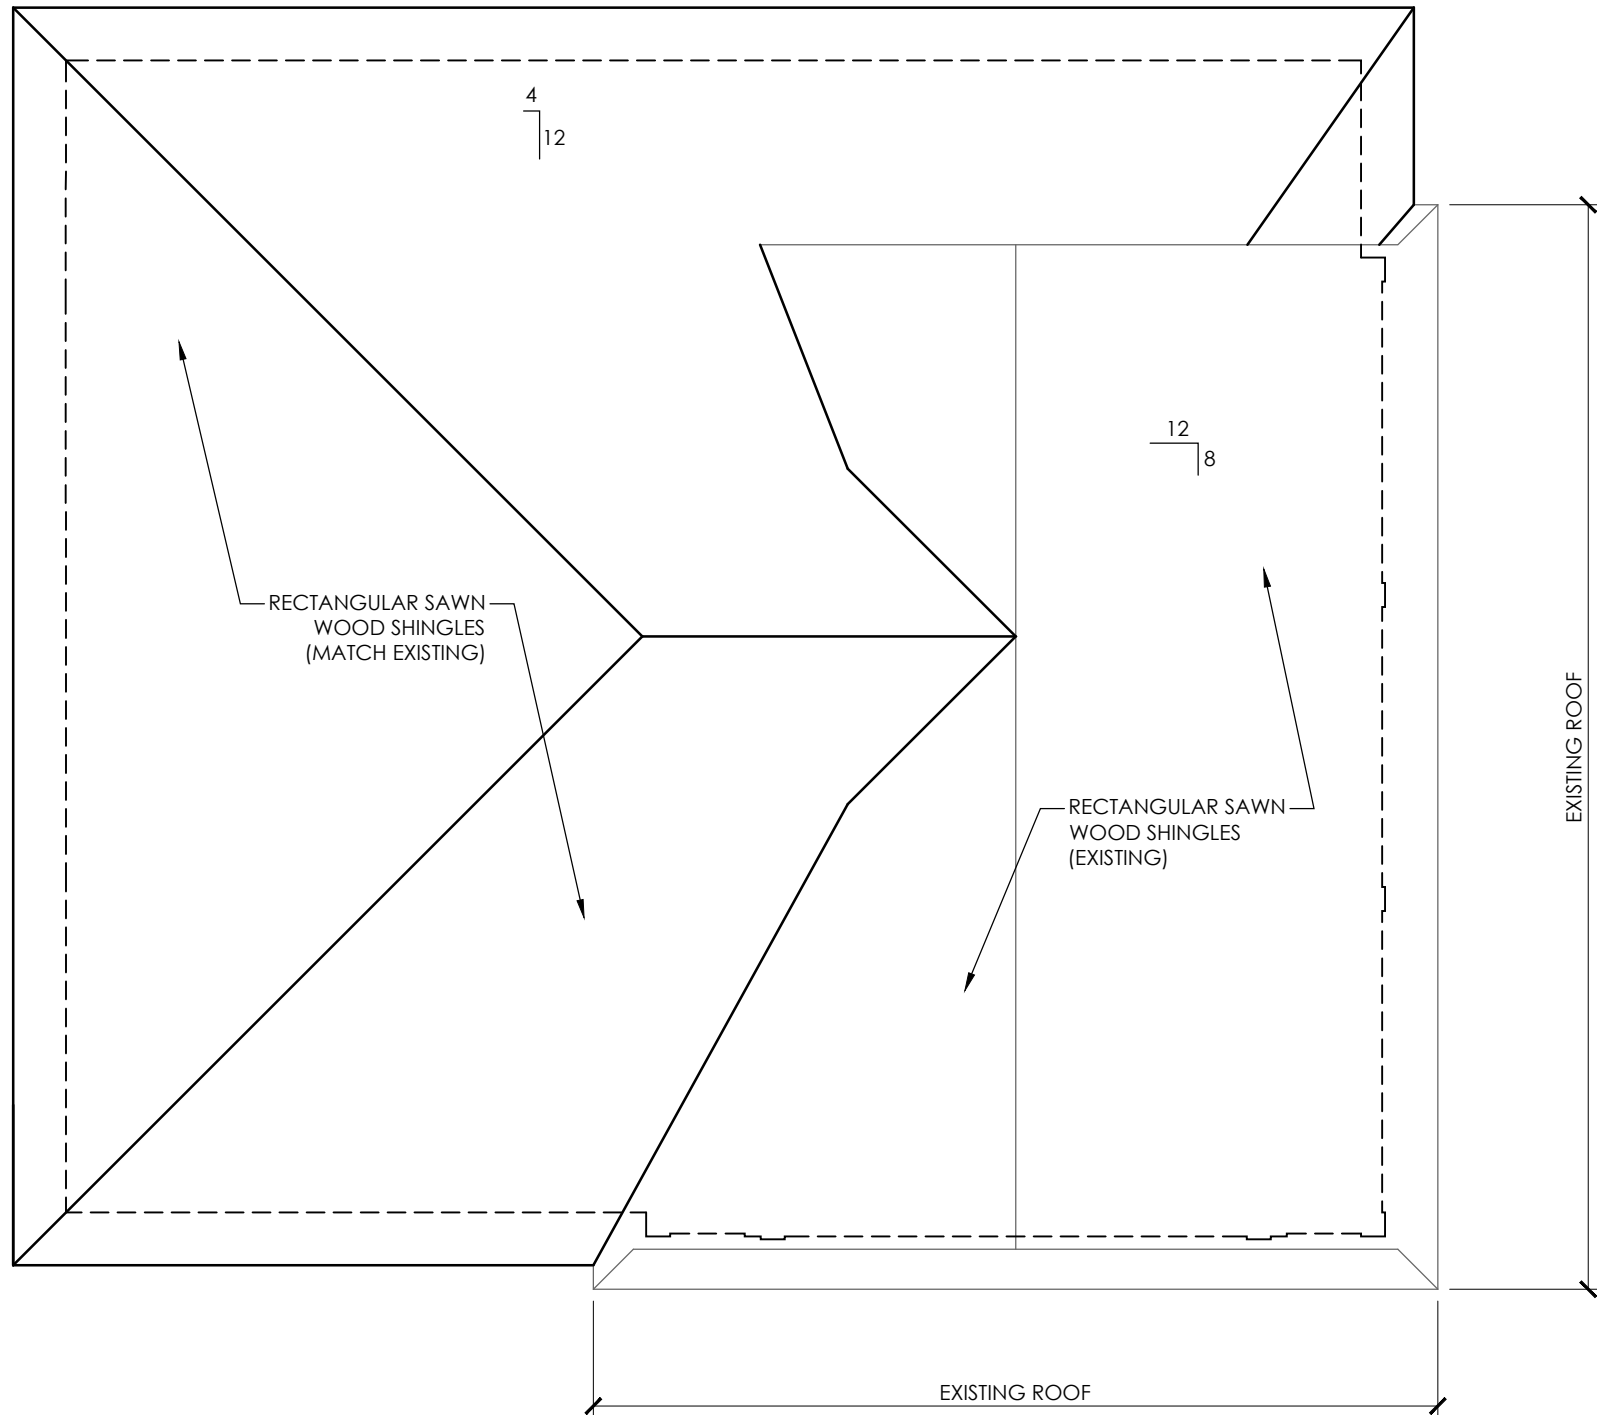 4
12
12
8
RECTANGULAR SAWN
WOOD SHINGLES
(MATCH EXISTING)
RECTANGULAR SAWN
WOOD SHINGLES
(EXISTING)
EXISTING ROOF
EXISTING ROOF